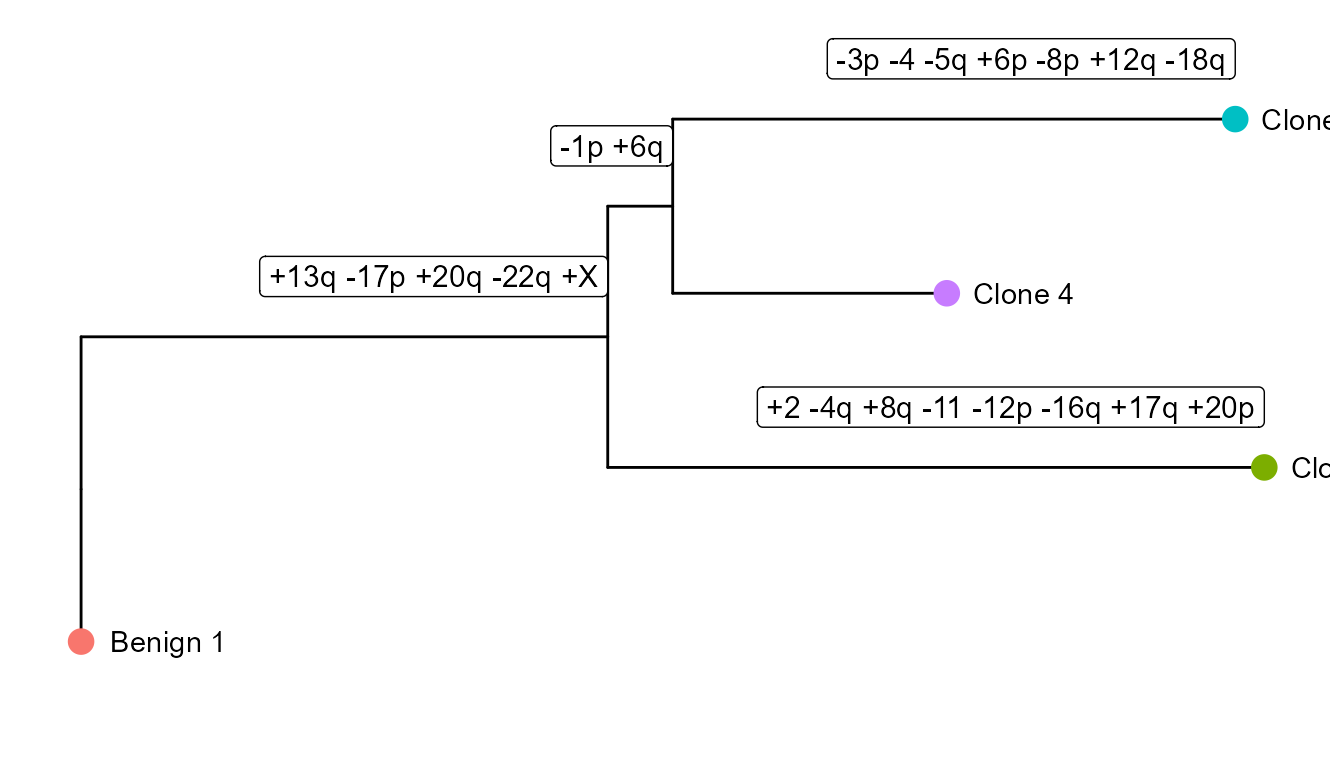 -3p -4 -5q +6p -8p +12q -18q
Clone
-1p +6q
+13q -17p +20q -22q +X
Clone 4
+2 -4q +8q -11 -12p -16q +17q +20p
Clo
Benign 1